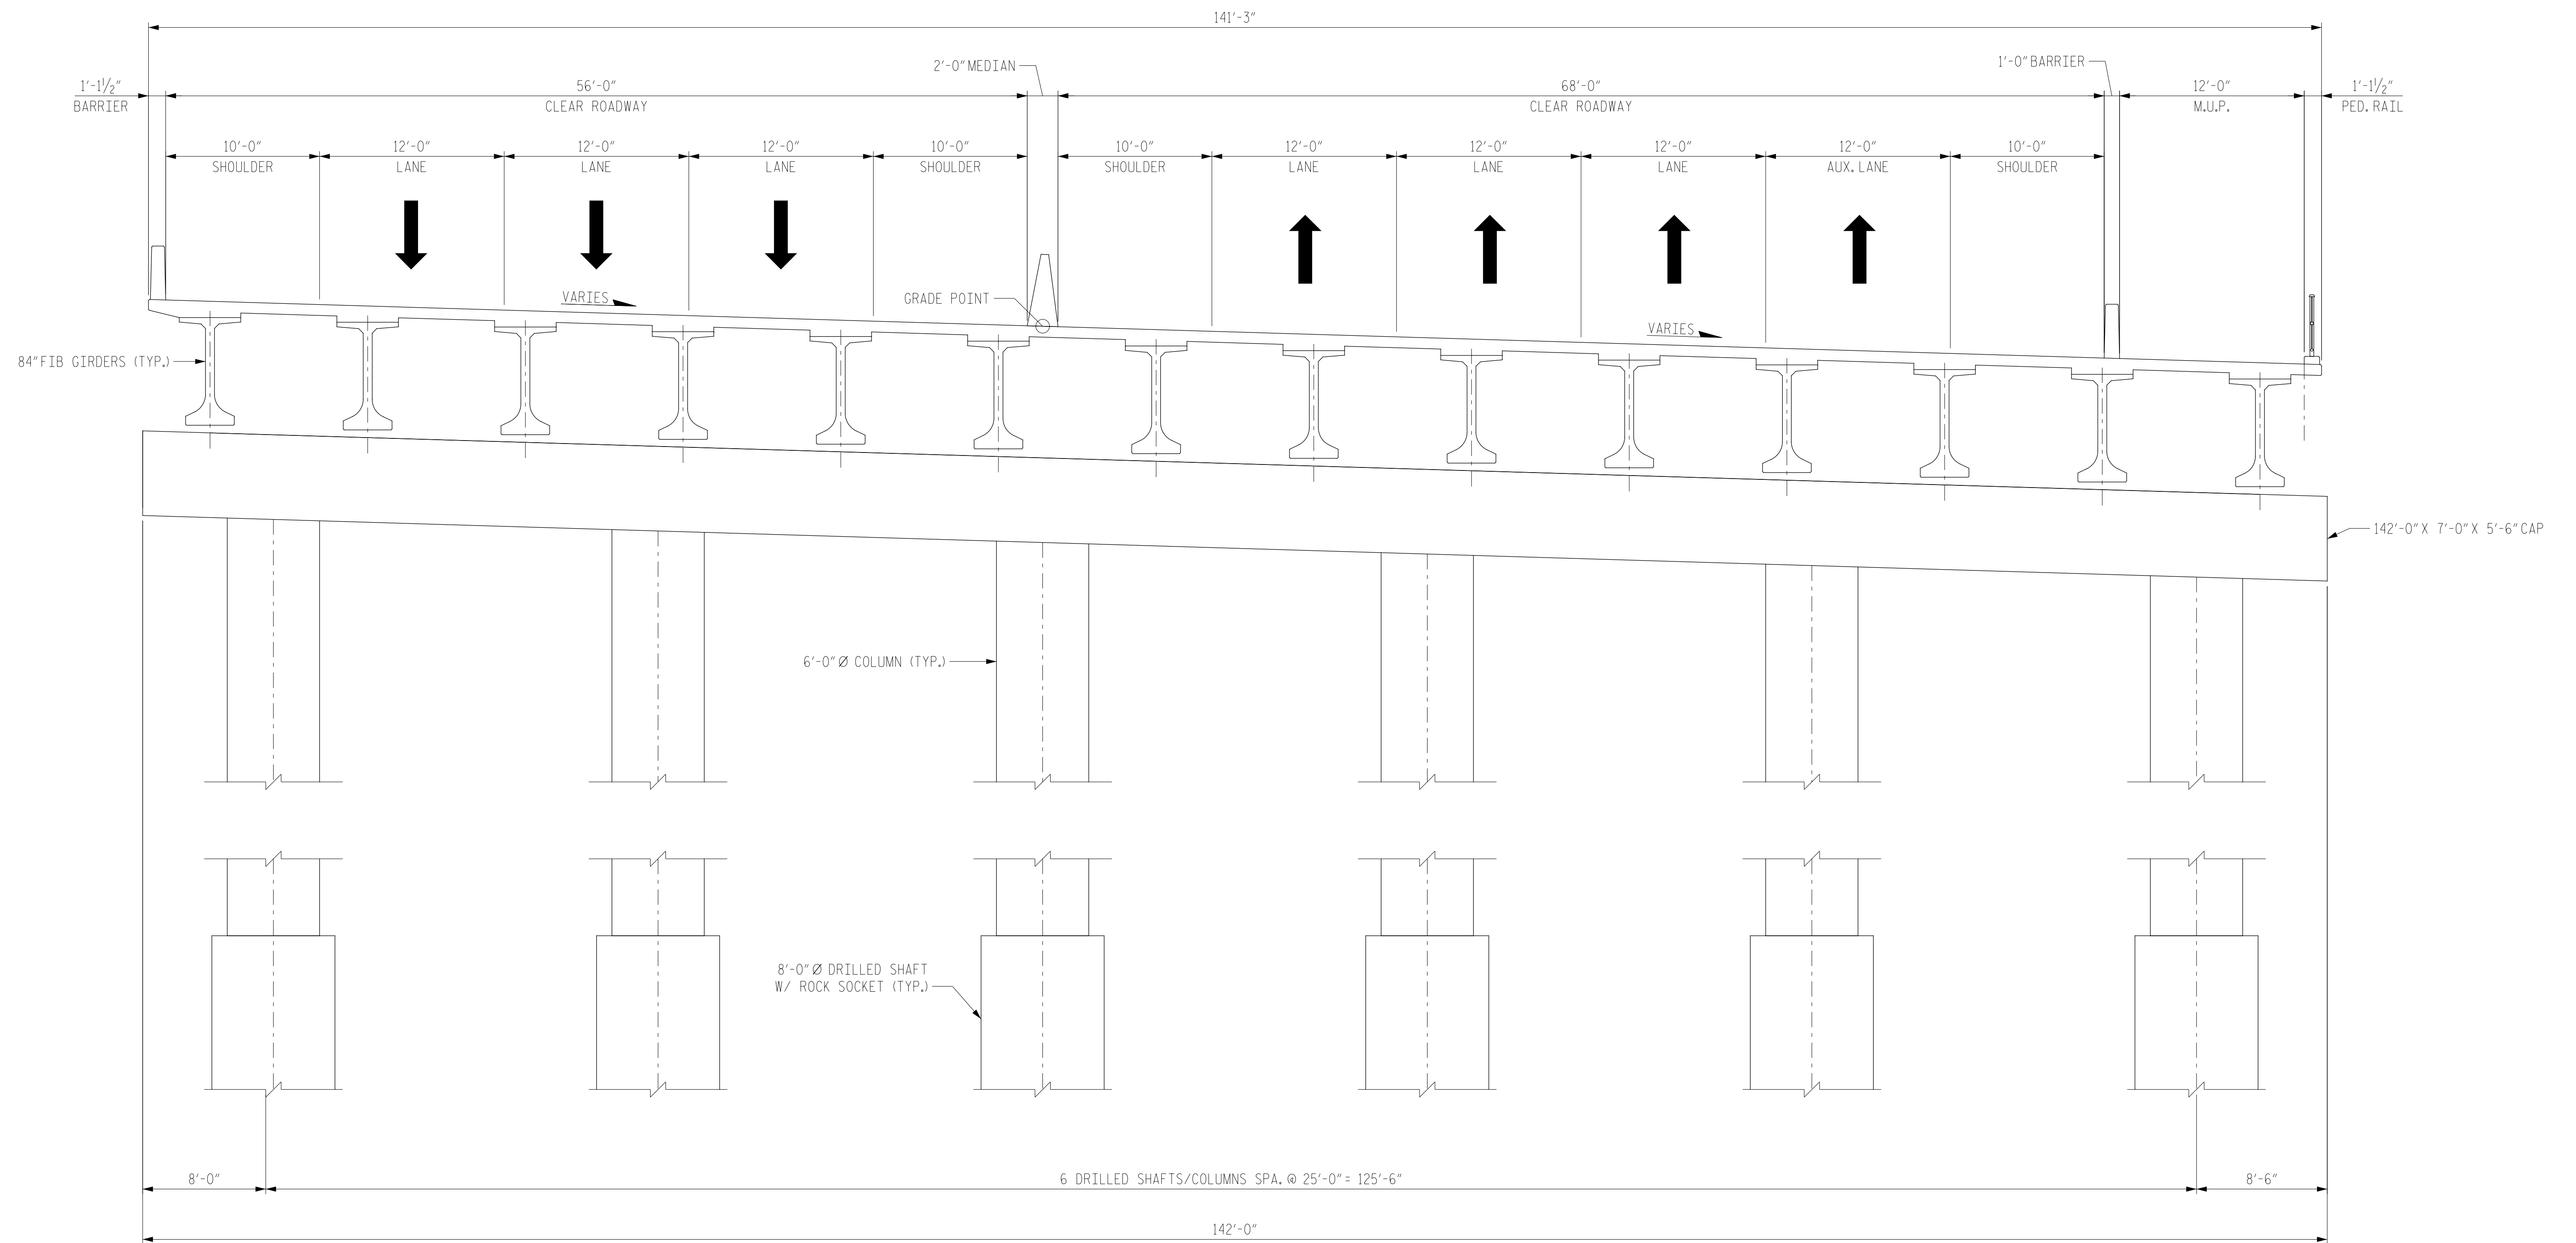 141'-3"
2'-0" MEDIAN
1'-0" BARRIER
1'-1½"
BARRIER
56'-0"
CLEAR ROADWAY
68'-0"
CLEAR ROADWAY
12'-0"
M.U.P.
1'-1½"
PED. RAIL
10'-0"
SHOULDER
12'-0"
LANE
12'-0"
LANE
12'-0"
LANE
10'-0"
SHOULDER
10'-0"
SHOULDER
12'-0"
LANE
12'-0"
LANE
12'-0"
LANE
12'-0"
AUX. LANE
10'-0"
SHOULDER
VARIES
GRADE POINT
VARIES
84" FIB GIRDERS (TYP.)
142'-0" X 7'-0" X 5'-6" CAP
6'-0" Ø COLUMN (TYP.)
8'-0" Ø DRILLED SHAFT
W/ ROCK SOCKET (TYP.)
8'-0"
6 DRILLED SHAFTS/COLUMNS SPA. @ 25'-0" = 125'-6"
8'-6"
142'-0"